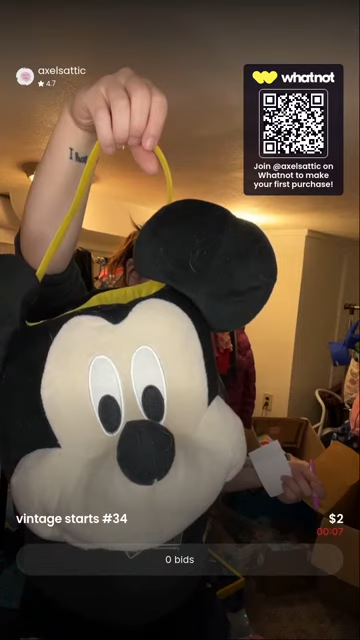 axelsattic
★ 4.7
whatnot
Join @axelsattic on
Whatnot to make
your first purchase!
vintage starts #34
$2
00:07
0 bids